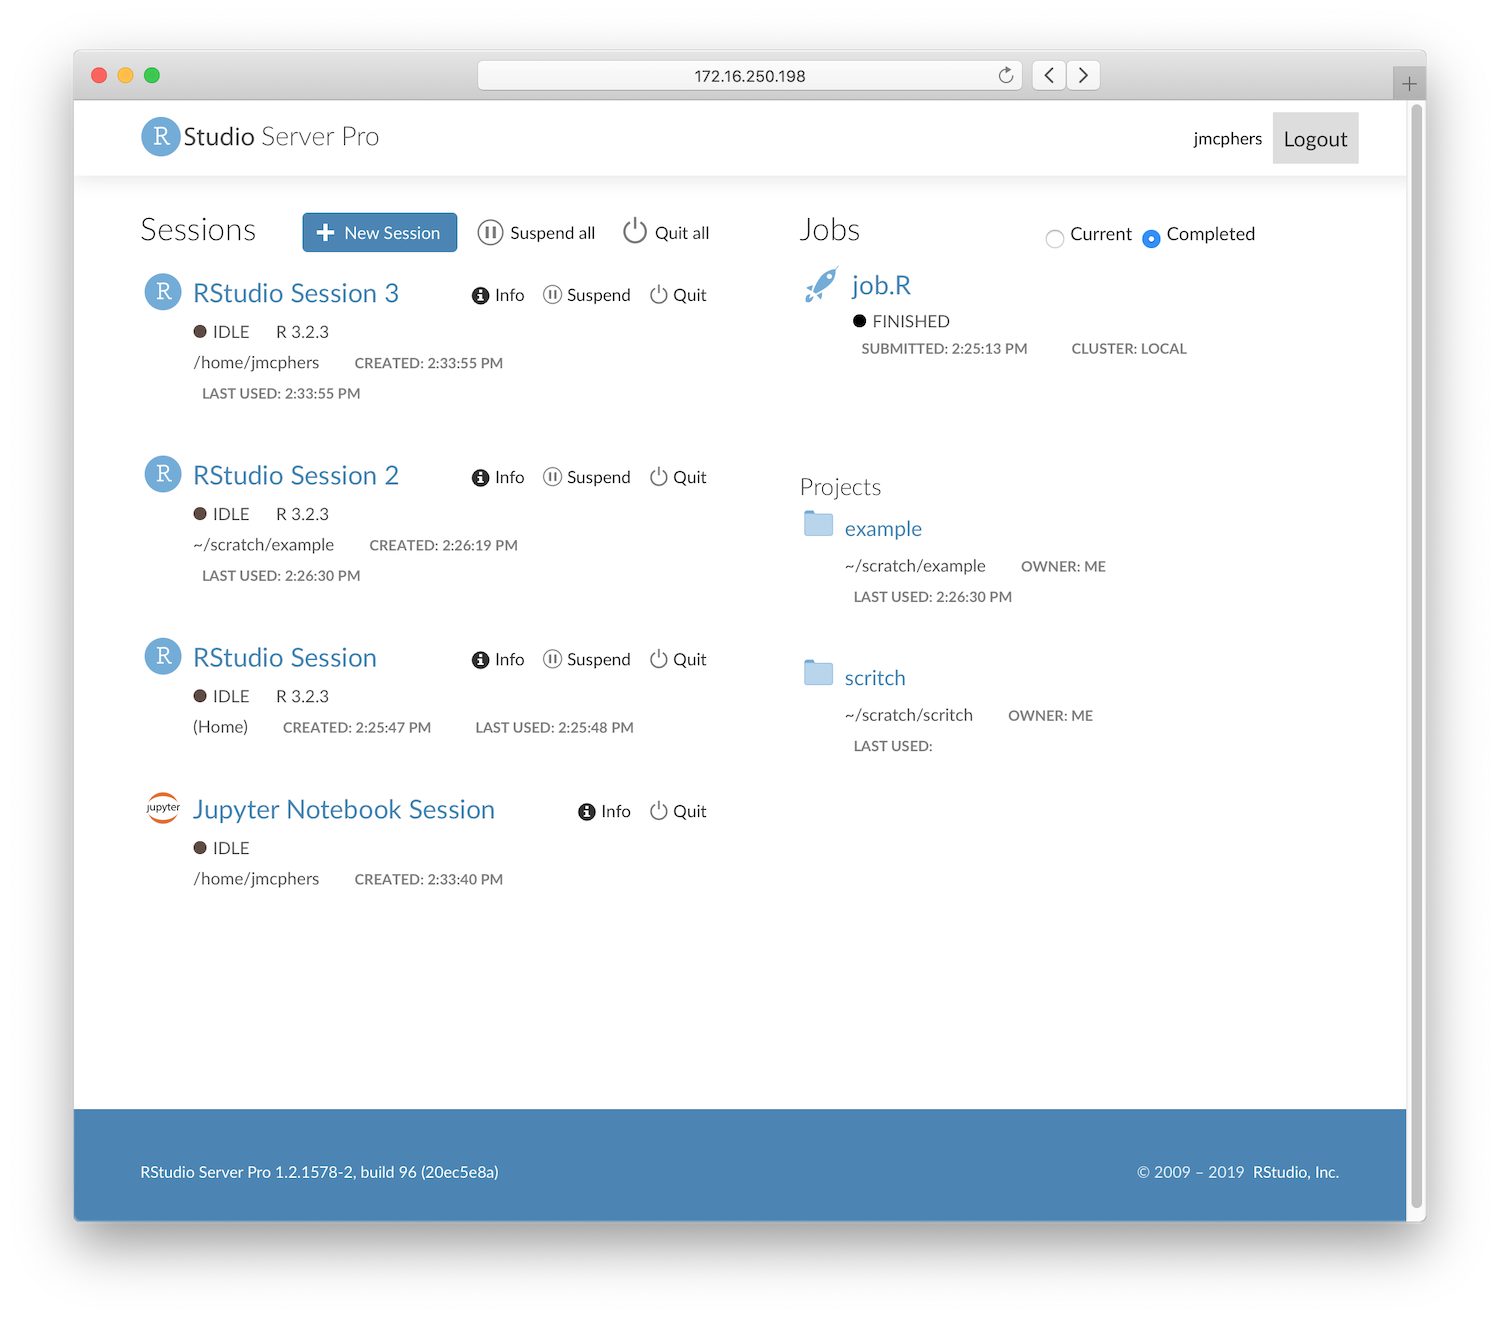 172.16.250.198
R Studio Server Pro
jmcphers Logout
Sessions
New Session Suspend all Quit all
R RStudio Session 3 Info Suspend Quit
IDLE R 3.2.3
/home/jmcphers CREATED: 2:33:55 PM
LAST USED: 2:33:55 PM
R RStudio Session 2 Info Suspend Quit
IDLE R 3.2.3
~/scratch/example CREATED: 2:26:19 PM
LAST USED: 2:26:30 PM
R RStudio Session Info Suspend Quit
IDLE R 3.2.3
(Home) CREATED: 2:25:47 PM LAST USED: 2:25:48 PM
jupyter Jupyter Notebook Session Info Quit
IDLE
/home/jmcphers CREATED: 2:33:40 PM
Jobs
Current Completed
job.R
FINISHED
SUBMITTED: 2:25:13 PM CLUSTER: LOCAL
Projects
example
~/scratch/example OWNER: ME
LAST USED: 2:26:30 PM
scritch
~/scratch/scritch OWNER: ME
LAST USED:
RStudio Server Pro 1.2.1578-2, build 96 (20ec5e8a)
© 2009 – 2019 RStudio, Inc.